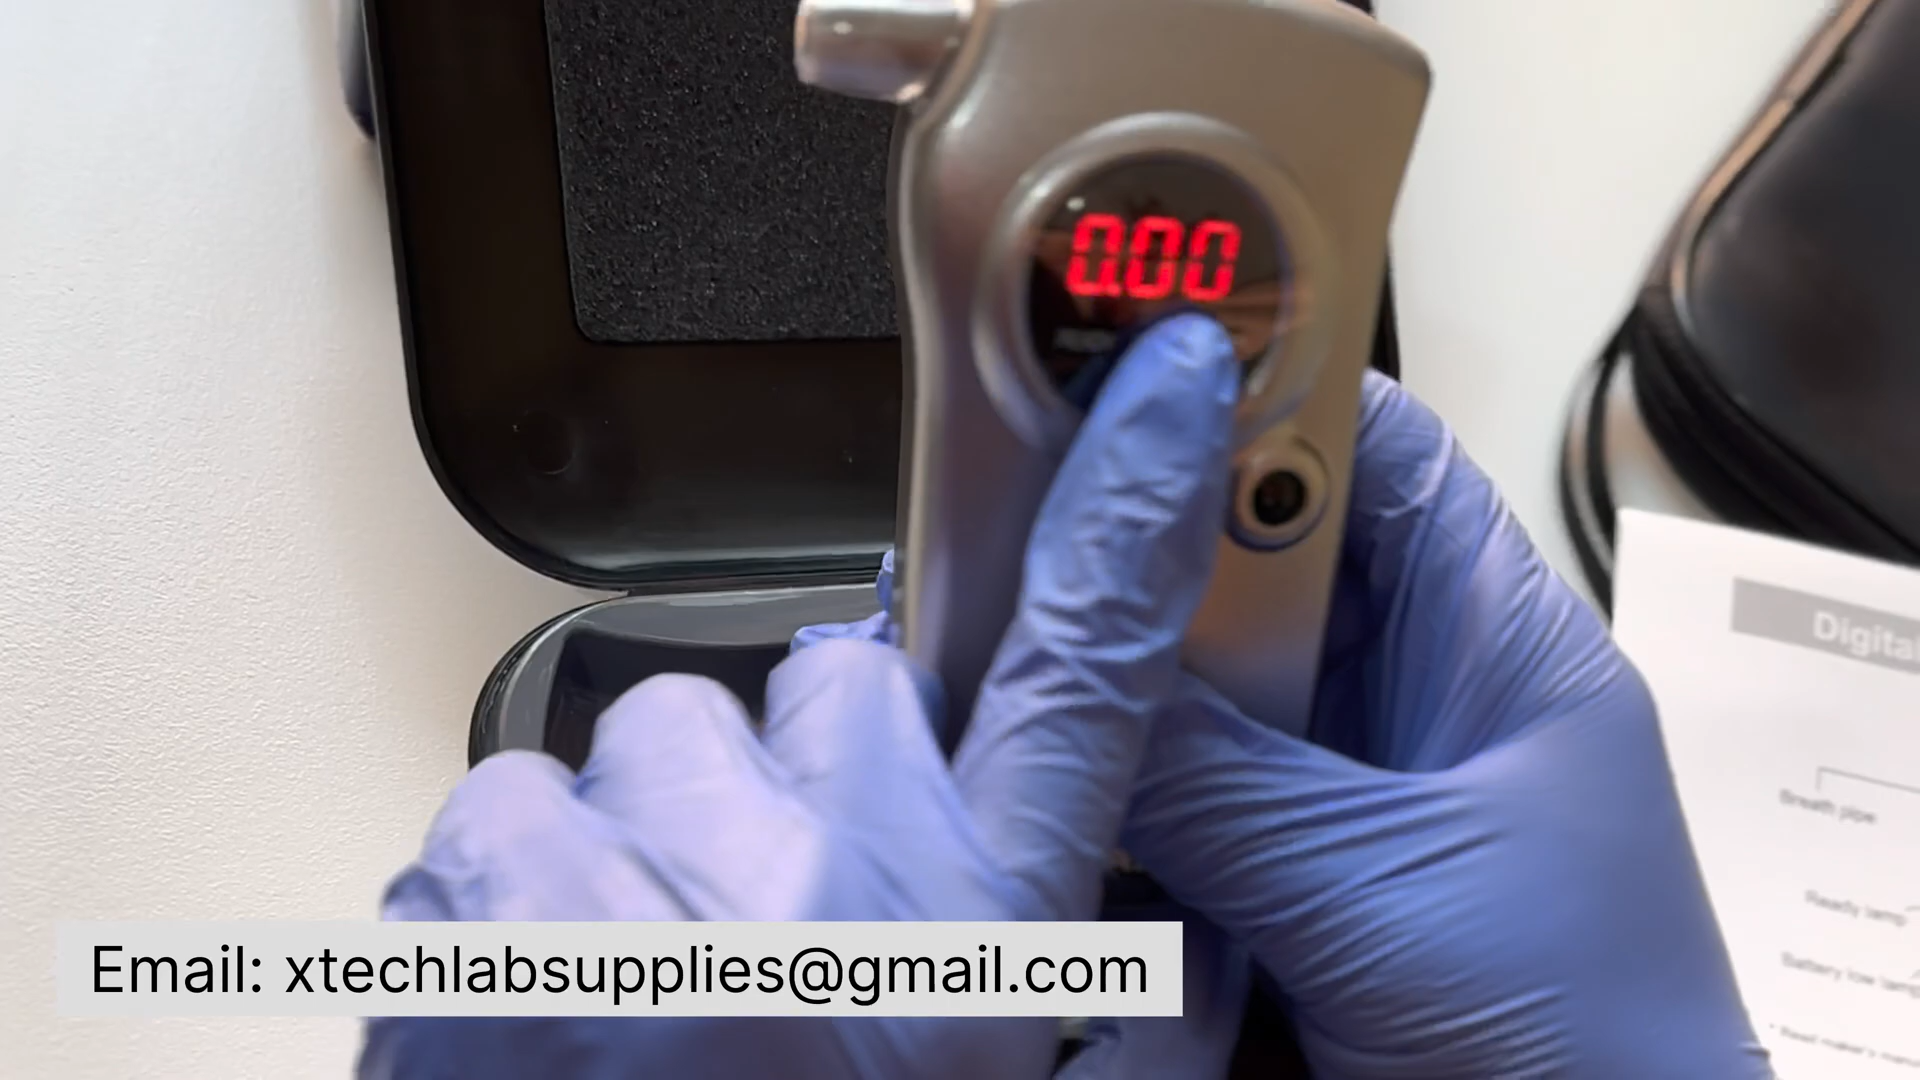 0.00
Digital
Breath pipe
Ready lamp
Battery low lamp
Email: xtechlabsupplies@gmail.com